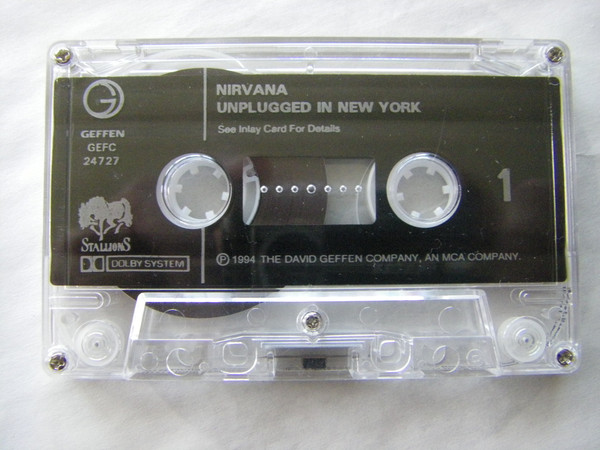 NIRVANA
UNPLUGGED IN NEW YORK
See Inlay Card For Details
G
GEFFEN
GEFC
24727
1
STALLIONS
DOLBY SYSTEM
℗ 1994 THE DAVID GEFFEN COMPANY, AN MCA COMPANY.